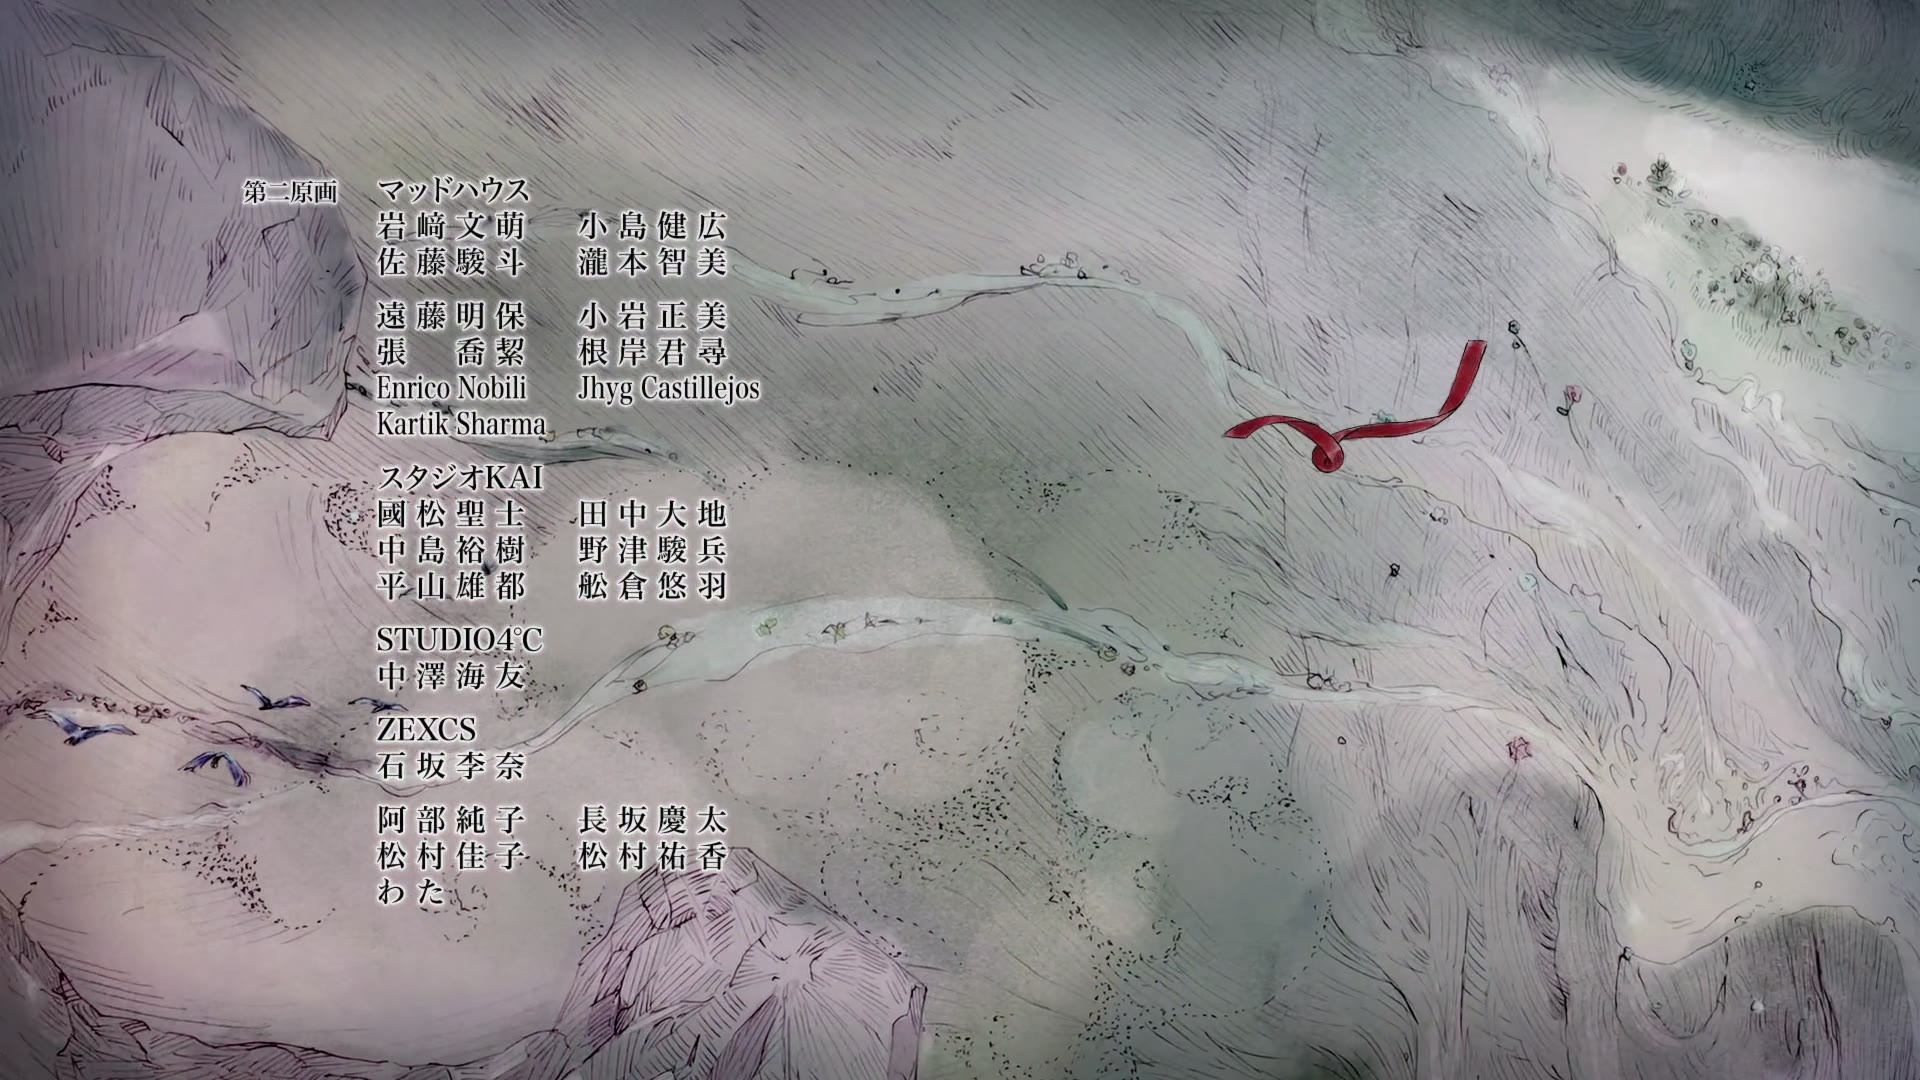 第二原画 マッドハウス
岩﨑文萌 小島健広
佐藤駿斗 瀧本智美
遠藤明保 小岩正美
張喬絜 根岸君尋
Enrico Nobili Jhyg Castillejos
Kartik Sharma
スタジオKAI
國松聖士 田中大地
中島裕樹 野津駿兵
平山雄都 舩倉悠羽
STUDIO4℃
中澤海友
ZEXCS
石坂李奈
阿部純子 長坂慶太
松村佳子 松村祐香
わた